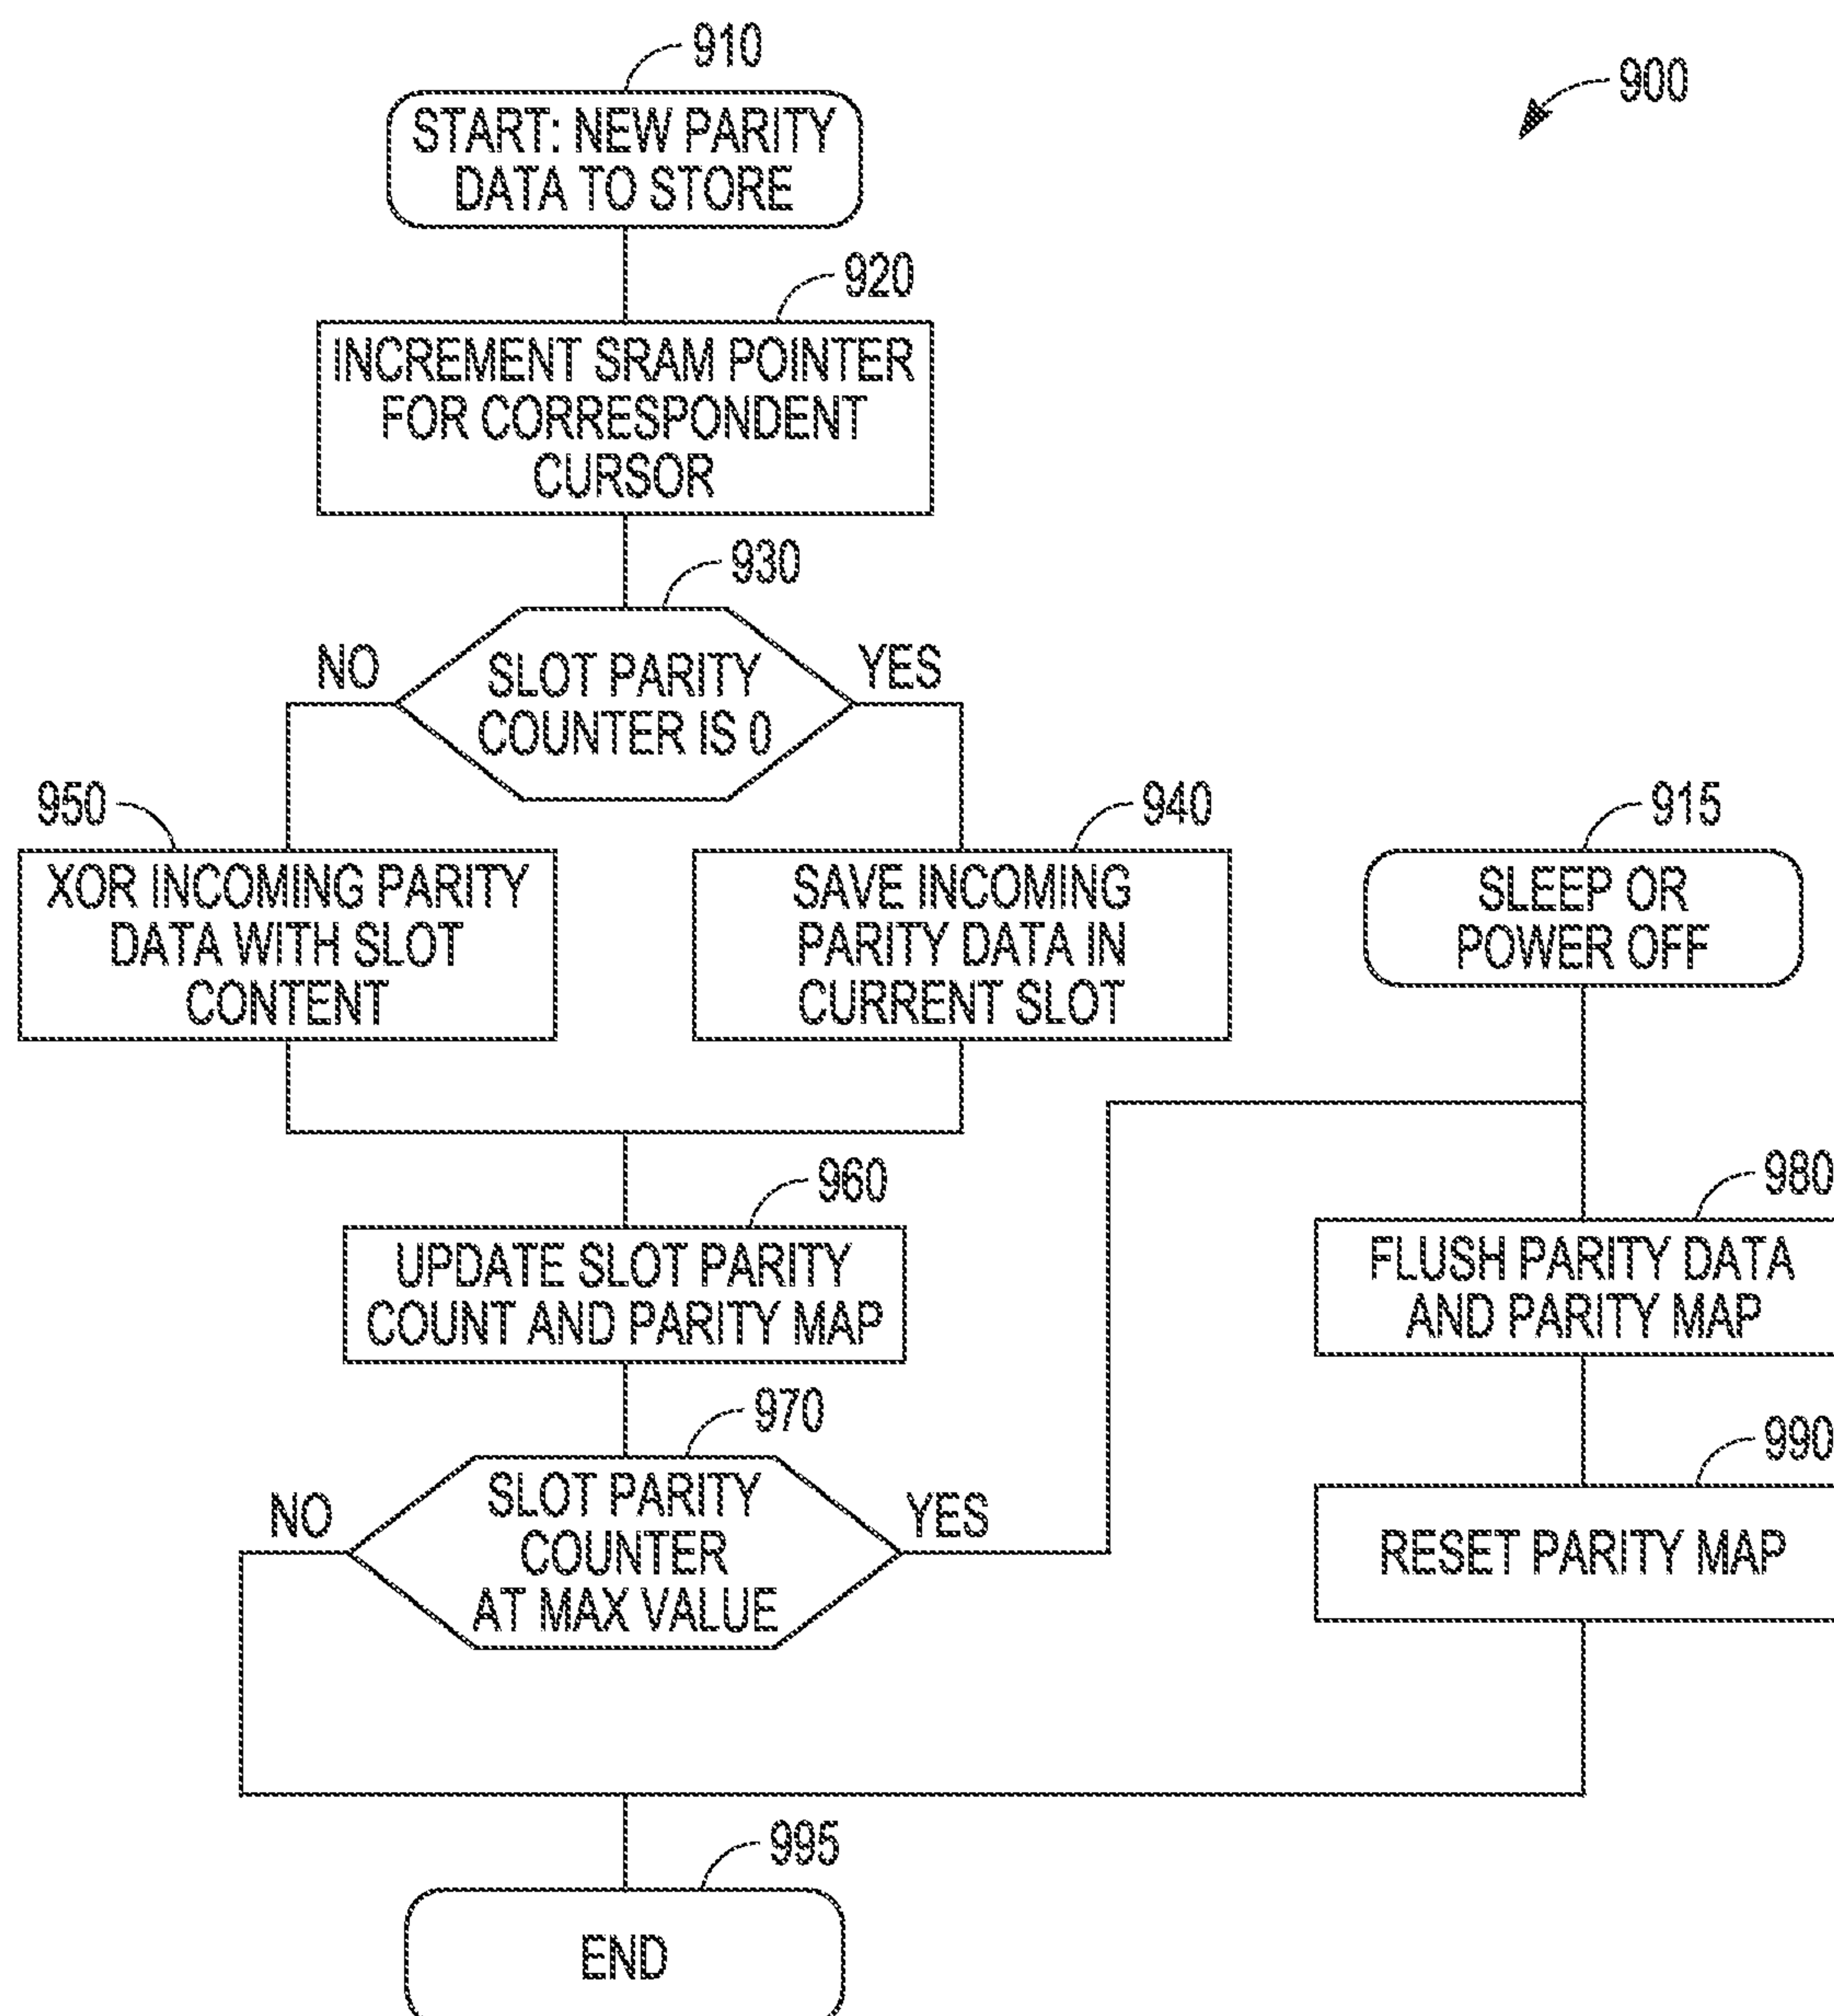 910
900
START: NEW PARITY
DATA TO STORE
920
INCREMENT SRAM POINTER
FOR CORRESPONDENT
CURSOR
930
NO
YES
SLOT PARITY
COUNTER IS 0
950
940
915
XOR INCOMING PARITY
DATA WITH SLOT
CONTENT
SAVE INCOMING
PARITY DATA IN
CURRENT SLOT
SLEEP OR
POWER OFF
960
980
UPDATE SLOT PARITY
COUNT AND PARITY MAP
FLUSH PARITY DATA
AND PARITY MAP
970
990
NO
YES
SLOT PARITY
COUNTER
AT MAX VALUE
RESET PARITY MAP
995
END